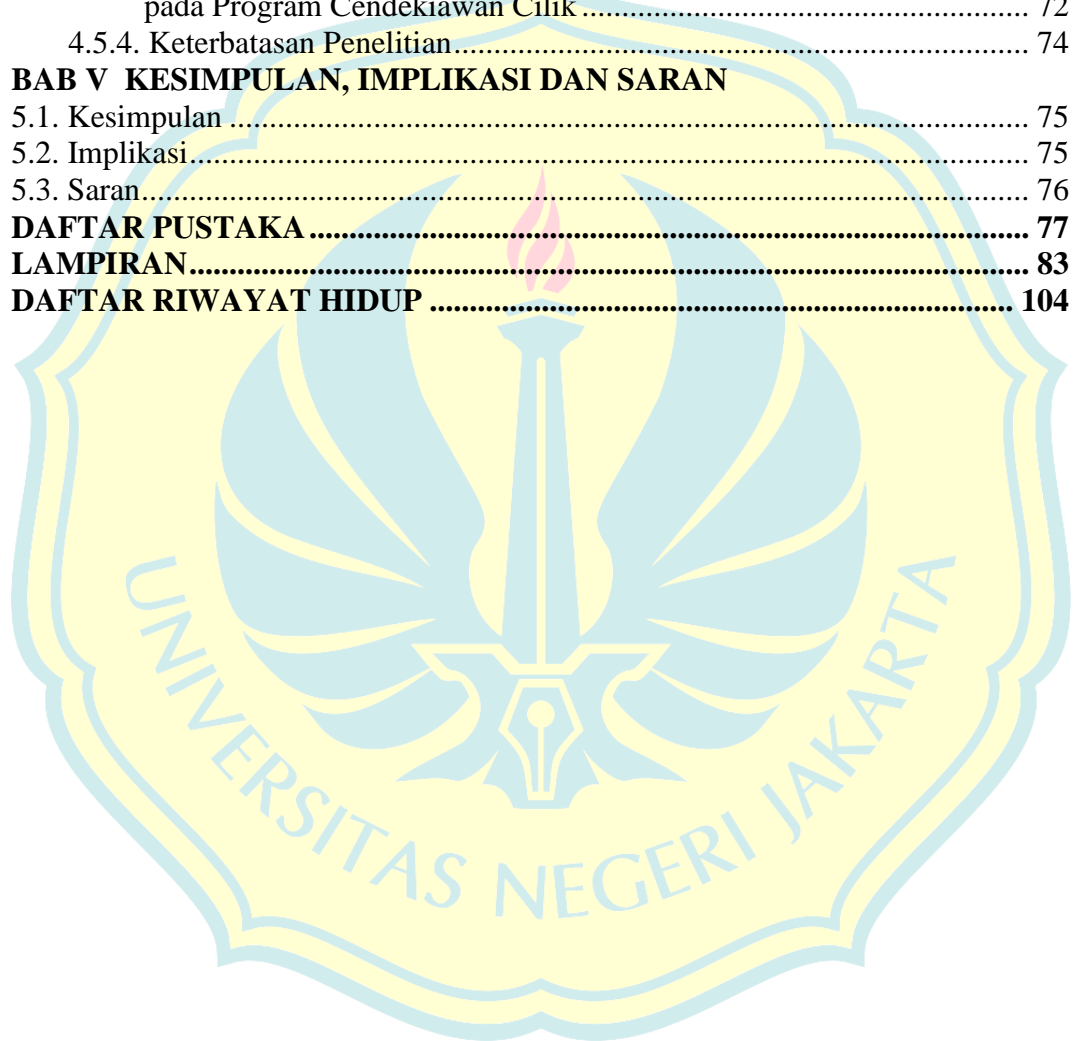 pada Program Cendekiawan Cilik ........................................................ 72
4.5.4. Keterbatasan Penelitian ........................................................................ 74
BAB V KESIMPULAN, IMPLIKASI DAN SARAN
5.1. Kesimpulan .................................................................................................... 75
5.2. Implikasi ......................................................................................................... 75
5.3. Saran ............................................................................................................... 76
DAFTAR PUSTAKA .......................................................................................... 77
LAMPIRAN ......................................................................................................... 83
DAFTAR RIWAYAT HIDUP ......................................................................... 104
UNIVERSITAS NEGERI JAKARTA